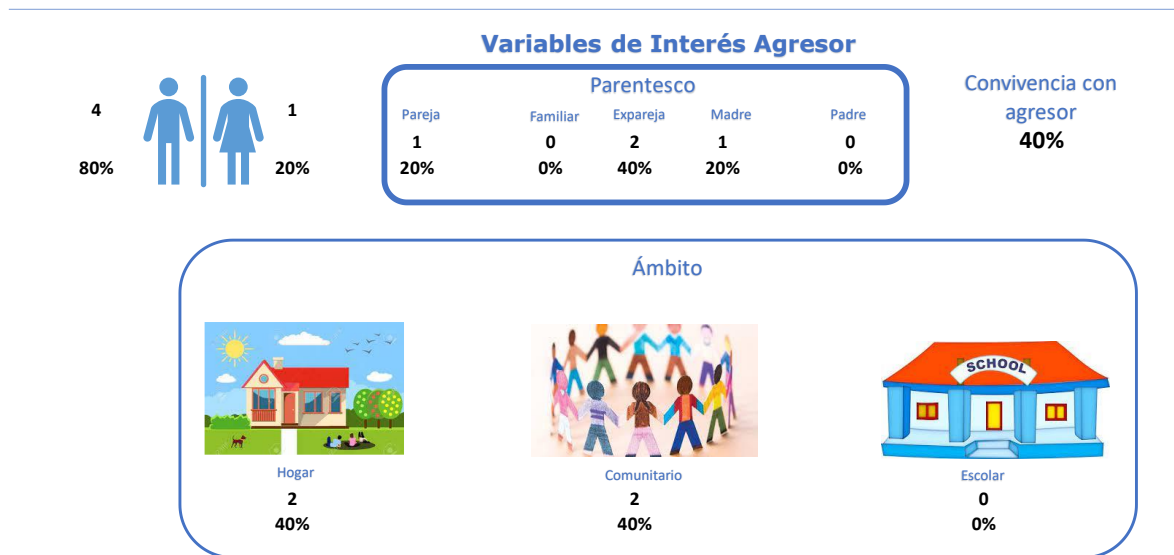 Variables de Interés Agresor
4
80%
1
20%
Parentesco
Pareja Familiar Expareja Madre Padre
1 0 2 1 0
20% 0% 40% 20% 0%
Convivencia con
agresor
40%
Ámbito
SCHOOL
Hogar Comunitario Escolar
2 2 0
40% 40% 0%